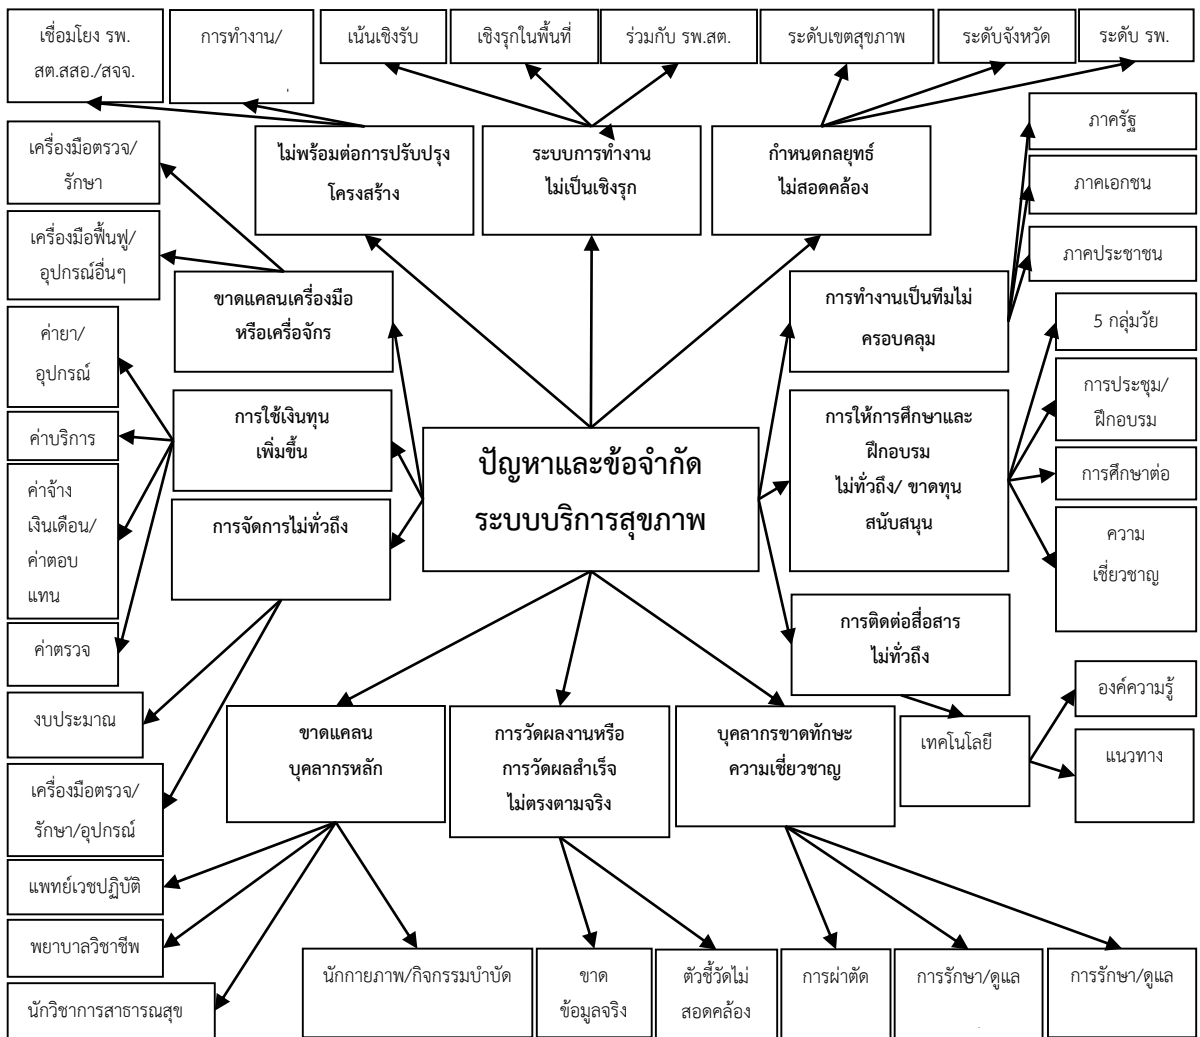 เชื่อมโยง รพ.
สต.สสอ./สจจ.
การทำงาน/
เน้นเชิงรับ
เชิงรุกในพื้นที่
ร่วมกับ รพ.สต.
ระดับเขตสุขภาพ
ระดับจังหวัด
ระดับ รพ.
เครื่องมือตรวจ/
รักษา
ไม่พร้อมต่อการปรับปรุง
โครงสร้าง
ระบบการทำงาน
ไม่เป็นเชิงรุก
กำหนดกลยุทธ์
ไม่สอดคล้อง
ภาครัฐ
ภาคเอกชน
ภาคประชาชน
เครื่องมือฟื้นฟู/
อุปกรณ์อื่นๆ
ขาดแคลนเครื่องมือ
หรือเครื่อจักร
การทำงานเป็นทีมไม่
ครอบคลุม
5 กลุ่มวัย
ค่ายา/
อุปกรณ์
การประชุม/
ฝึกอบรม
ค่าบริการ
การใช้เงินทุน
เพิ่มขึ้น
ปัญหาและข้อจำกัด
ระบบบริการสุขภาพ
การให้การศึกษาและ
ฝึกอบรม
ไม่ทั่วถึง/ ขาดทุน
สนับสนุน
การศึกษาต่อ
ค่าจ้าง
เงินเดือน/
ค่าตอบ
แทน
การจัดการไม่ทั่วถึง
ความ
เชี่ยวชาญ
ค่าตรวจ
การติดต่อสื่อสาร
ไม่ทั่วถึง
งบประมาณ
ขาดแคลน
บุคลากรหลัก
การวัดผลงานหรือ
การวัดผลสำเร็จ
ไม่ตรงตามจริง
บุคลากรขาดทักษะ
ความเชี่ยวชาญ
เทคโนโลยี
องค์ความรู้
แนวทาง
เครื่องมือตรวจ/
รักษา/อุปกรณ์
แพทย์เวชปฏิบัติ
พยาบาลวิชาชีพ
นักวิชาการสาธารณสุข
นักกายภาพ/กิจกรรมบำบัด
ขาด
ข้อมูลจริง
ตัวชี้วัดไม่
สอดคล้อง
การผ่าตัด
การรักษา/ดูแล
การรักษา/ดูแล